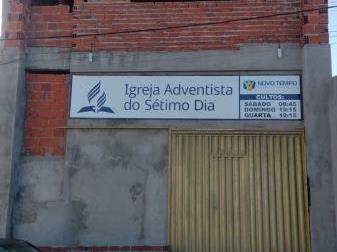 Igreja Adventista
do Sétimo Dia
NOVO TEMPO
CULTOS:
SÁBADO 08:45
DOMINGO 19:15
QUARTA 19:15